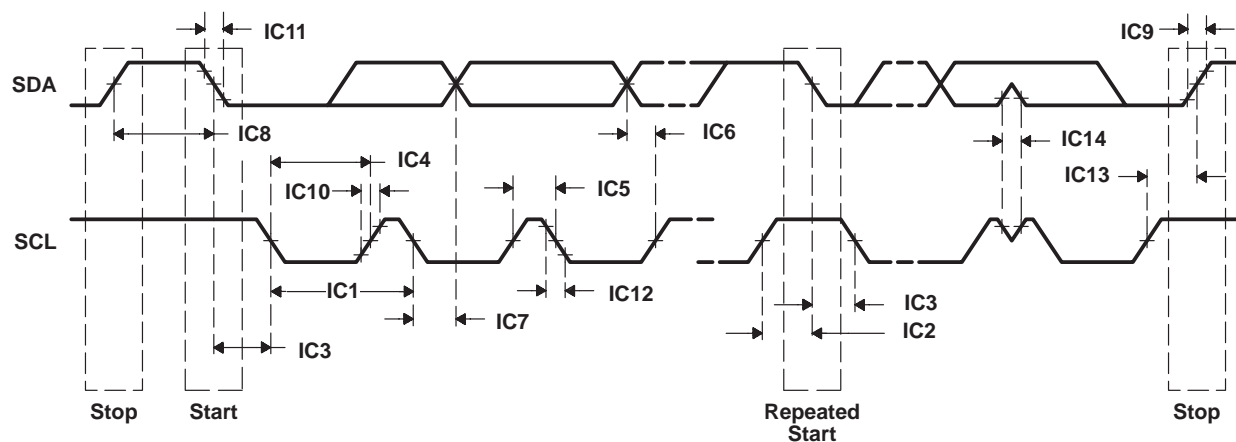 IC11
IC9
SDA
IC8
IC6
IC14
IC4
IC10
IC5
IC13
SCL
IC1
IC12
IC7
IC3
IC3
IC2
Stop
Start
Repeated
Start
Stop